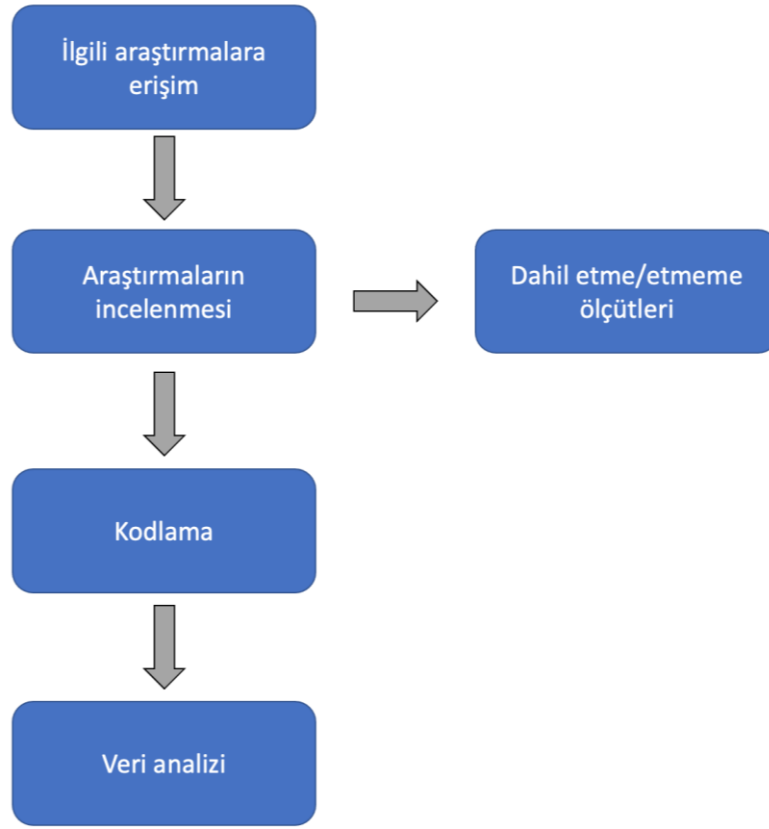 İlgili araştırmalara
erişim
Araştırmaların
incelenmesi
Dahil etme/etmeme
ölçütleri
Kodlama
Veri analizi